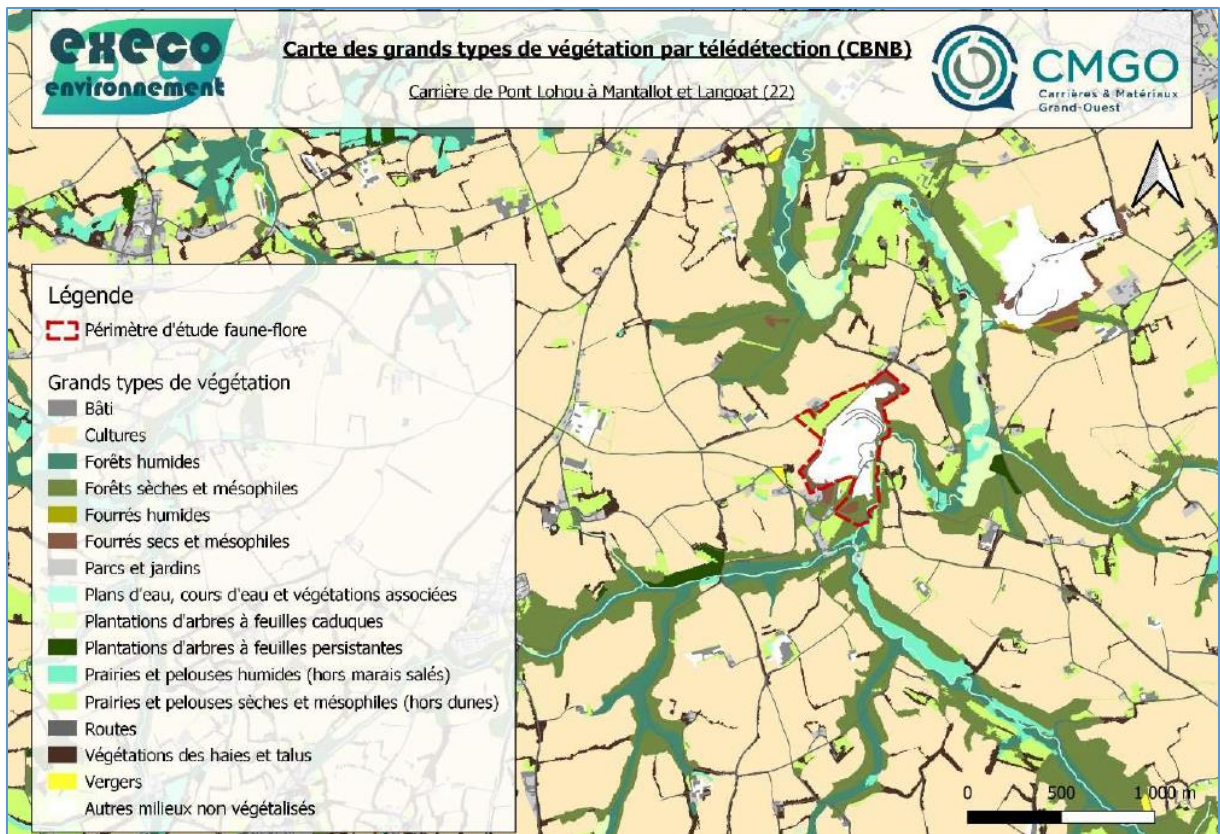 execo
environnement
Carte des grands types de végétation par télédétection (CBNB)
Carrière de Pont Lohou à Mantallot et Langoat (22)
CMGO
Carrières & Matériaux
Grand-Ouest
Légende
Périmètre d'étude faune-flore
Grands types de végétation
Bâti
Cultures
Forêts humides
Forêts sèches et mésophiles
Fourrés humides
Fourrés secs et mésophiles
Parcs et jardins
Plans d'eau, cours d'eau et végétations associées
Plantations d'arbres à feuilles caduques
Plantations d'arbres à feuilles persistantes
Prairies et pelouses humides (hors marais salés)
Prairies et pelouses sèches et mésophiles (hors dunes)
Routes
Végétations des haies et talus
Vergers
Autres milieux non végétalisés
0 500 1 000 m